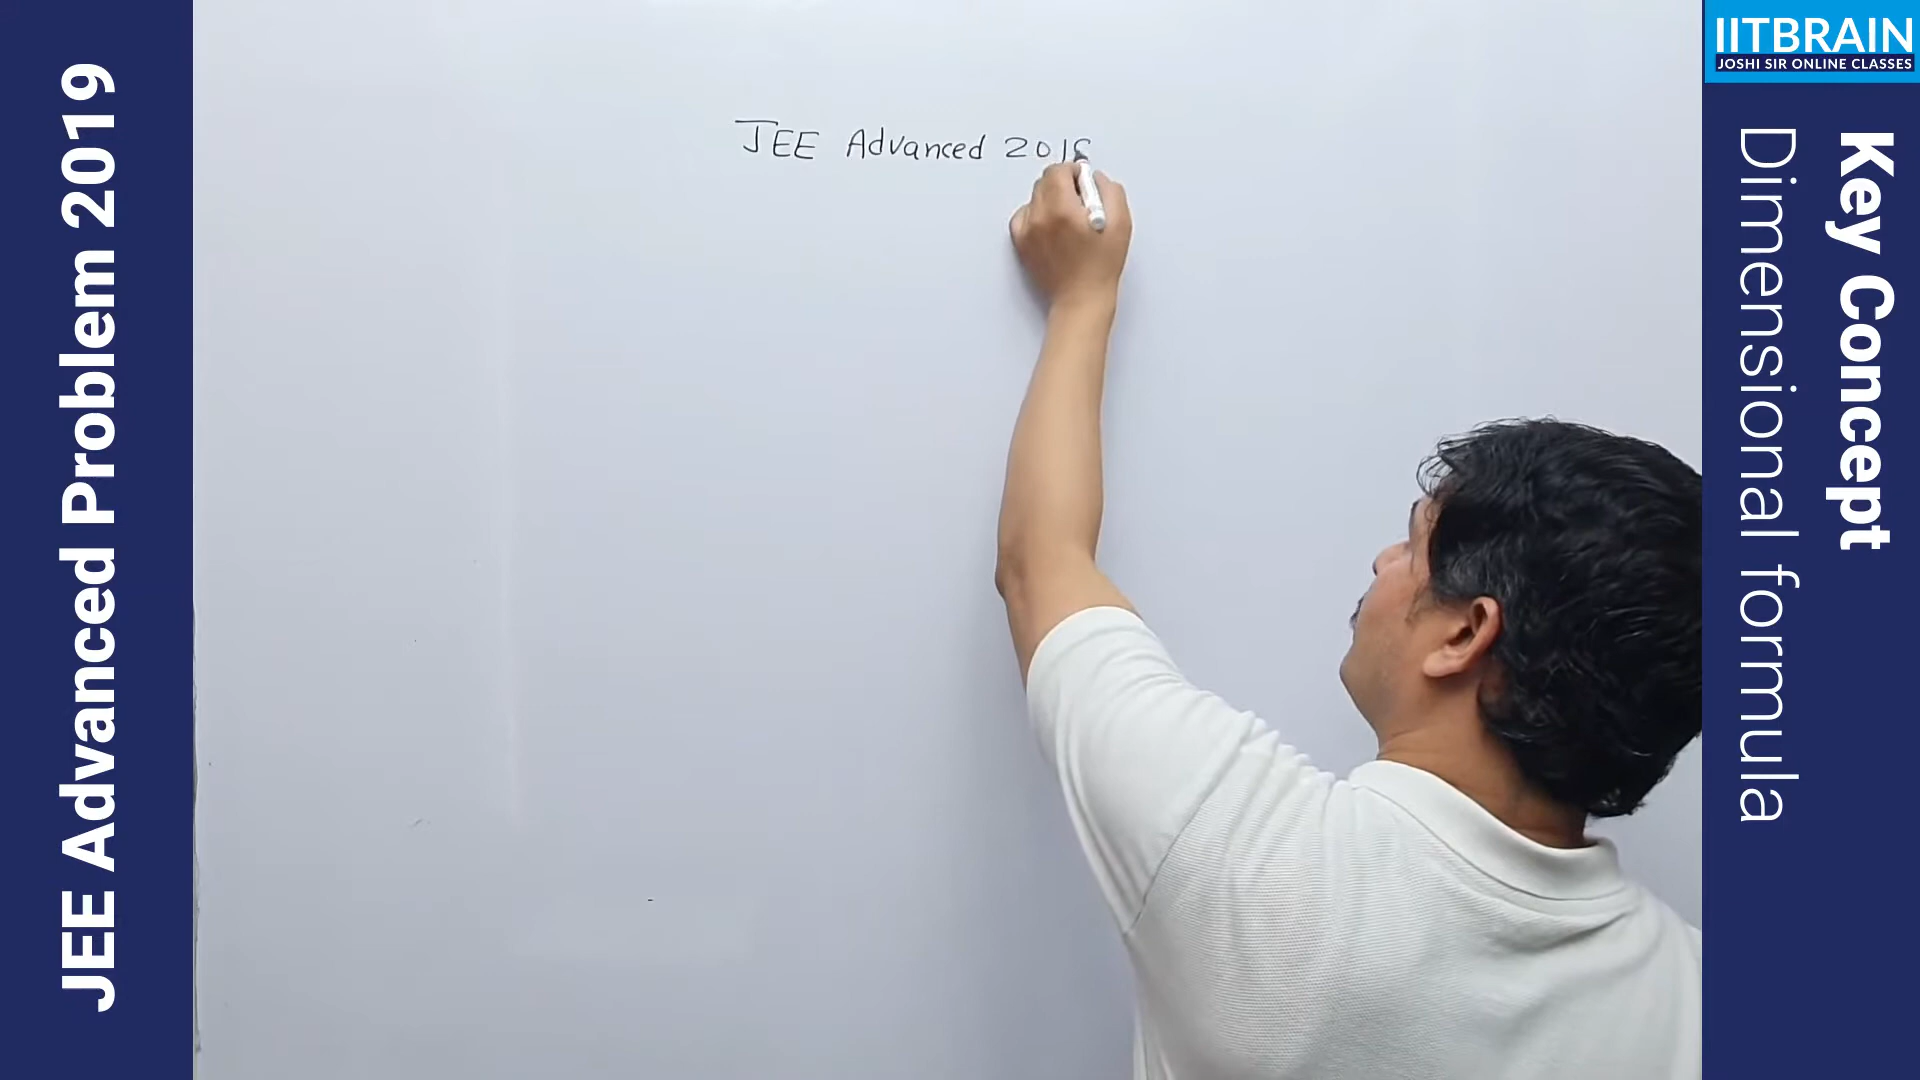 JEE Advanced Problem 2019
JEE Advanced 201
IITBRAIN
JOSHI SIR ONLINE CLASSES
Key Concept
Dimensional formula